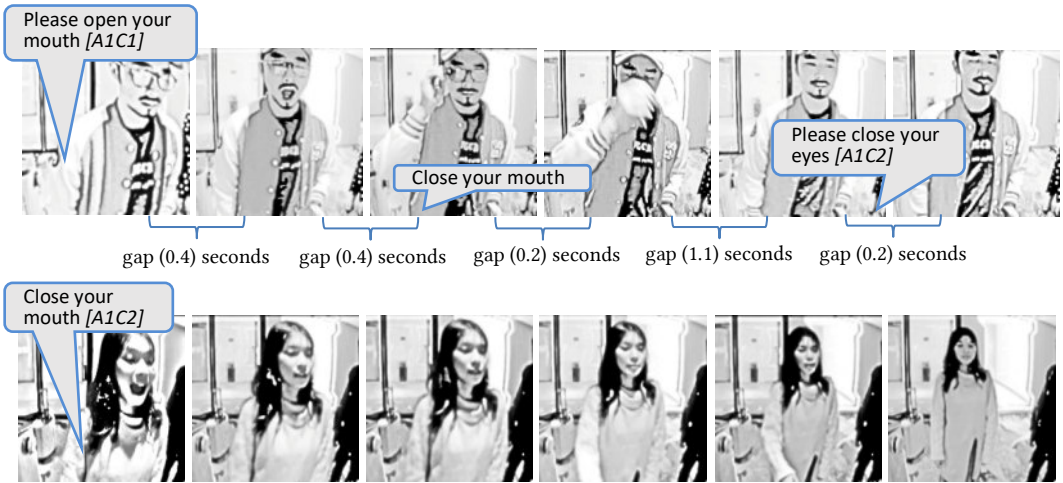 Please open your
mouth [A1C1]
Close your mouth
Please close your
eyes [A1C2]
gap (0.4) seconds
gap (0.4) seconds
gap (0.2) seconds
gap (1.1) seconds
gap (0.2) seconds
Close your
mouth [A1C2]